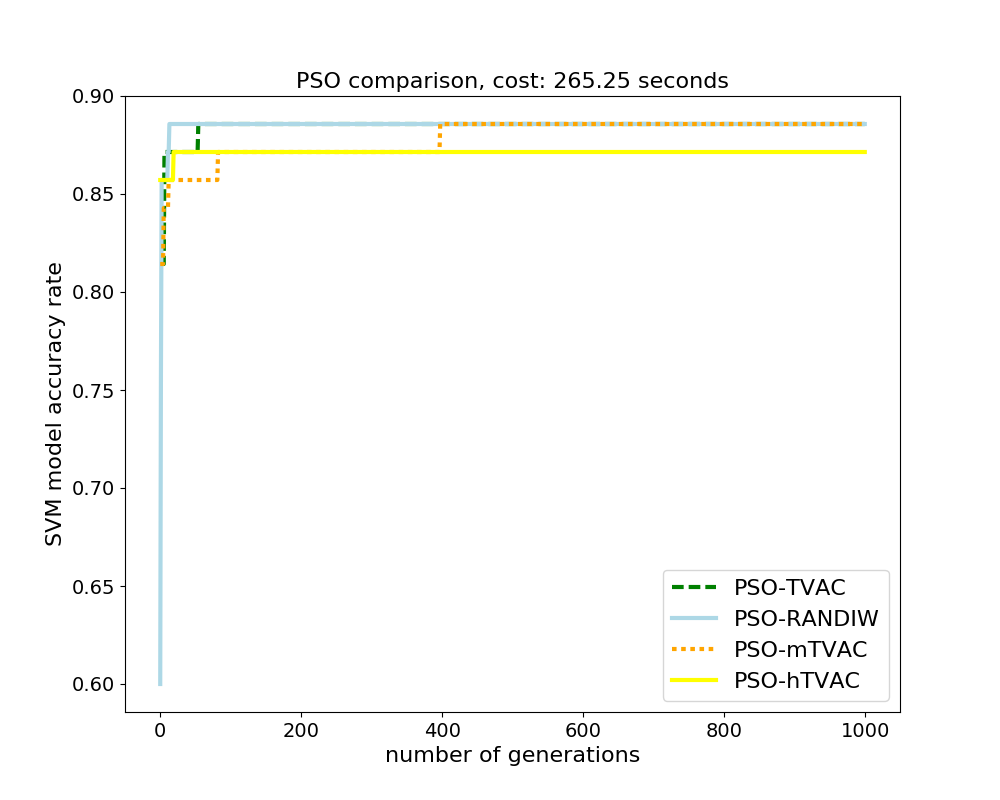 PSO comparison, cost: 265.25 seconds
0.90
0.85
0.80
0.75
0.70
0.65
0.60
SVM model accuracy rate
PSO-TVAC
PSO-RANDIW
PSO-mTVAC
PSO-hTVAC
0 200 400 600 800 1000
number of generations